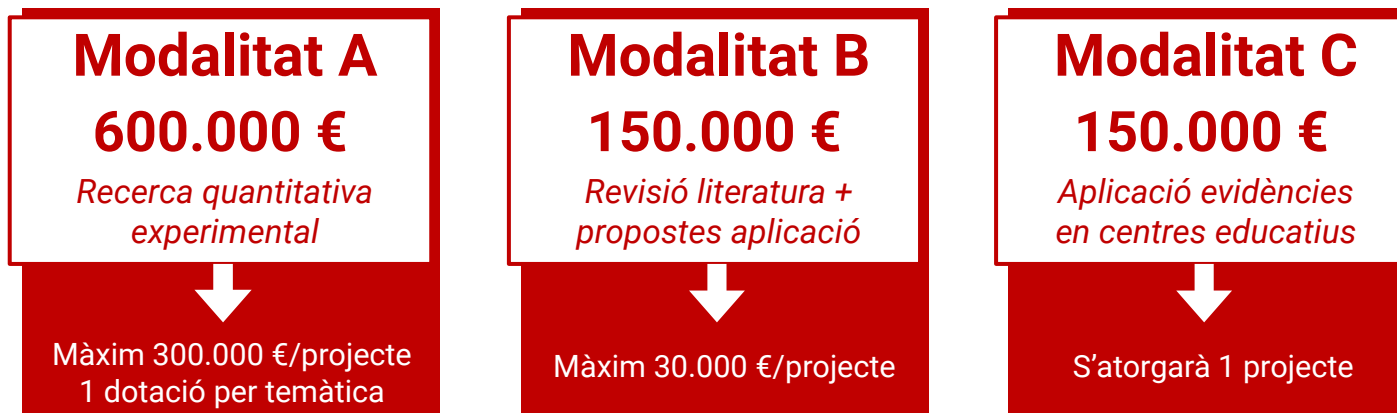 Modalitat A
600.000 €
Recerca quantitativa
experimental
Màxim 300.000 €/projecte
1 dotació per temàtica
Modalitat B
150.000 €
Revisió literatura +
propostes aplicació
Màxim 30.000 €/projecte
Modalitat C
150.000 €
Aplicació evidències
en centres educatius
S’atorgarà 1 projecte